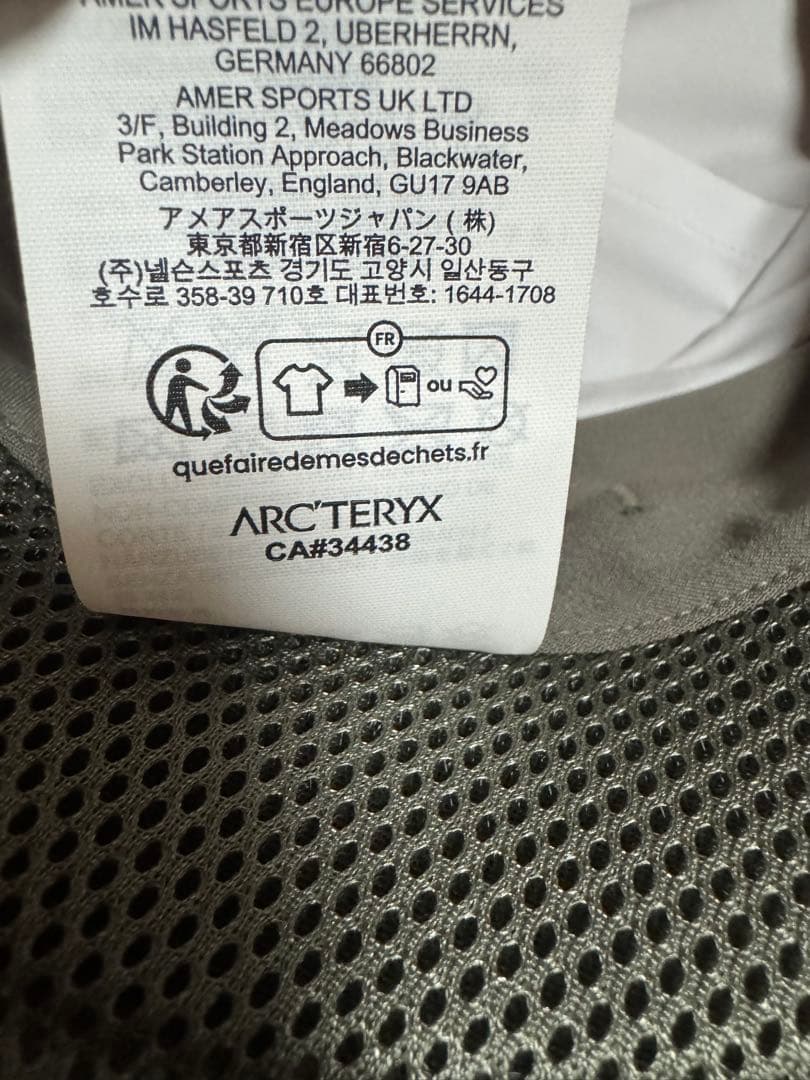 AMER SPORTS EUROPE SERVICES
IM HASFELD 2, UBERHERRN,
GERMANY 66802
AMER SPORTS UK LTD
3/F, Building 2, Meadows Business
Park Station Approach, Blackwater,
Camberley, England, GU17 9AB
アメアスポーツジャパン ( 株)
東京都新宿区新宿6-27-30
(주)넬슨스포츠 경기도 고양시 일산동구
호수로 358-39 710호 대표번호: 1644-1708
FR
ou
quefairedemesdechets.fr
ARC'TERYX
CA#34438